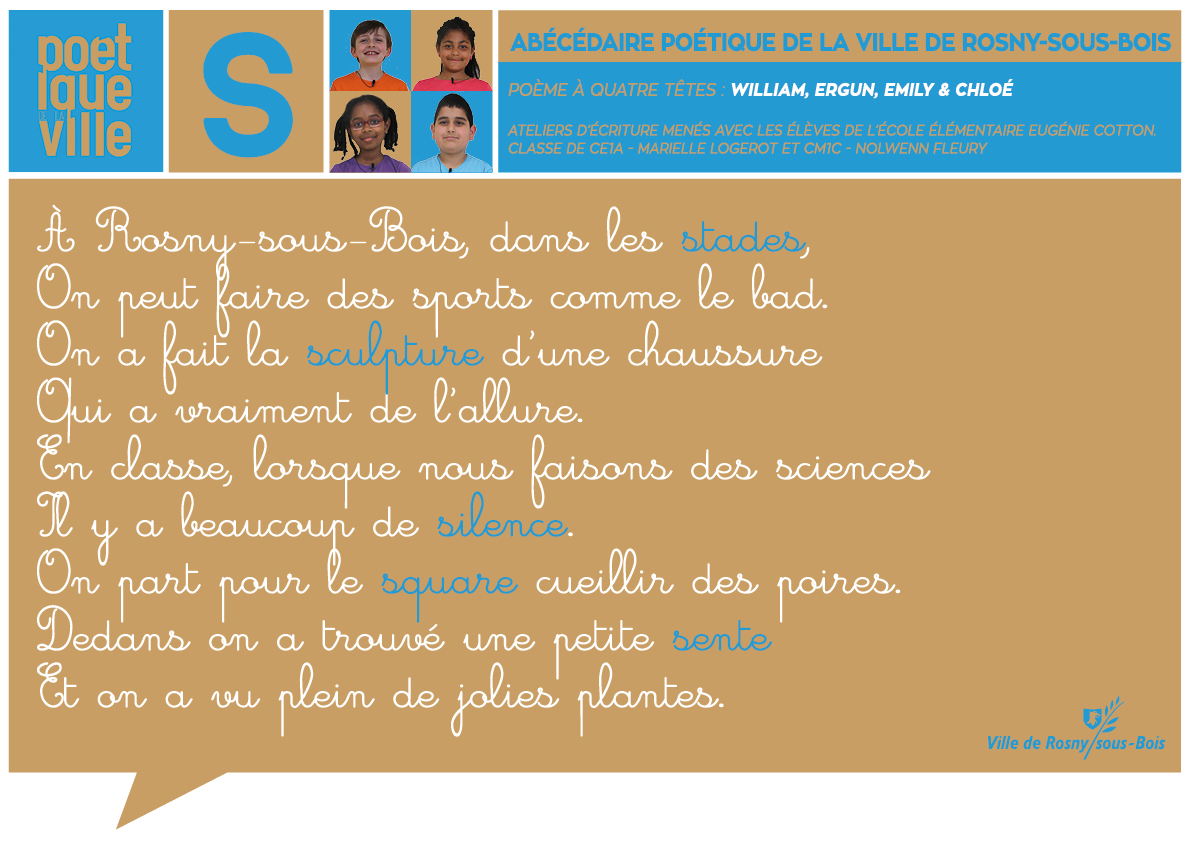 poet
ique
DE LA
ville
S
ABÉCÉDAIRE POÉTIQUE DE LA VILLE DE ROSNY-SOUS-BOIS
POÈME À QUATRE TÊTES : WILLIAM, ERGUN, EMILY & CHLOÉ
ATELIERS D'ÉCRITURE MENÉS AVEC LES ÉLÈVES DE L'ÉCOLE ÉLÉMENTAIRE EUGÉNIE COTTON.
CLASSE DE CE1A - MARIELLE LOGEROT ET CM1C - NOLWENN FLEURY
À Rosny-sous-Bois, dans les stades,
On peut faire des sports comme le bad.
On a fait la sculpture d'une chaussure
Qui a vraiment de l'allure.
En classe, lorsque nous faisons des sciences
Il y a beaucoup de silence.
On part pour le square cueillir des poires.
Dedans on a trouvé une petite sente
Et on a vu plein de jolies plantes.
Ville de Rosny/sous-Bois